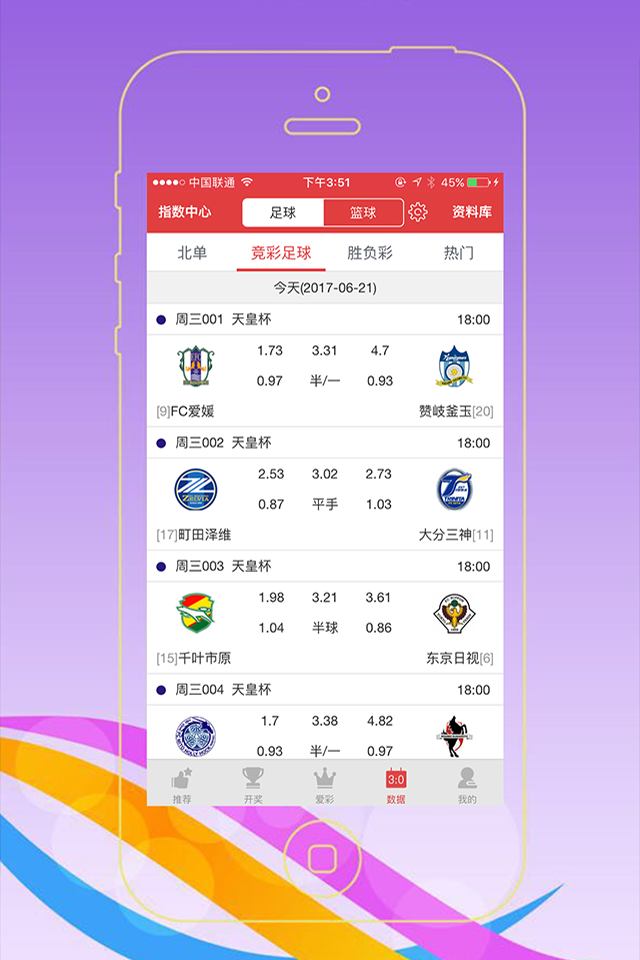 中国联通 下午3:51 45%
指数中心 足球 篮球 资料库
北单 竞彩足球 胜负彩 热门
今天(2017-06-21)
周三001 天皇杯 18:00
1.73 3.31 4.7
0.97 半/一 0.93
[9]FC爱媛 赞岐釜玉[20]
周三002 天皇杯 18:00
2.53 3.02 2.73
0.87 平手 1.03
[17]町田泽维 大分三神[11]
周三003 天皇杯 18:00
1.98 3.21 3.61
1.04 半球 0.86
[15]千叶市原 东京日视[6]
周三004 天皇杯 18:00
1.7 3.38 4.82
0.93 半/一 0.97
3:0
推荐 开奖 爱彩 数据 我的